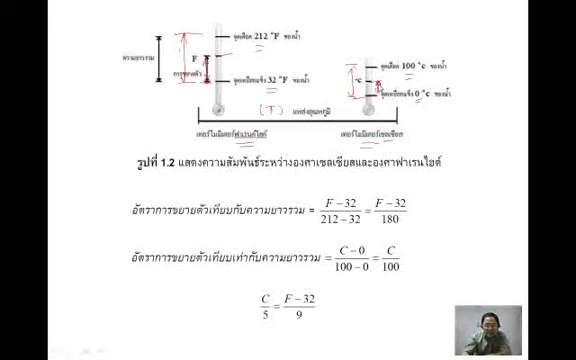 จุดเดือด 212 °F ของน้ำ
ความยาวรวม
F
การขยายตัว
จุดเยือกแข็ง 32 °F ของน้ำ
จุดเดือด 100 °c ของน้ำ
°c
จุดเยือกแข็ง 0 °c ของน้ำ
(T)
แหล่งอุณหภูมิ
เทอร์โมมิเตอร์ฟาเรนต์ไฮต์
เทอร์โมมิเตอร์เซลเซียส
รูปที่ 1.2 แสดงความสัมพันธ์ระหว่างองศาเซลเซียสและองศาฟาเรนไฮต์
อัตราการขยายตัวเทียบกับความยาวรวม = (F − 32)/(212 − 32) = (F − 32)/180
อัตราการขยายตัวเทียบเท่ากับความยาวรวม = (C − 0)/(100 − 0) = C/100
C/5 = (F − 32)/9